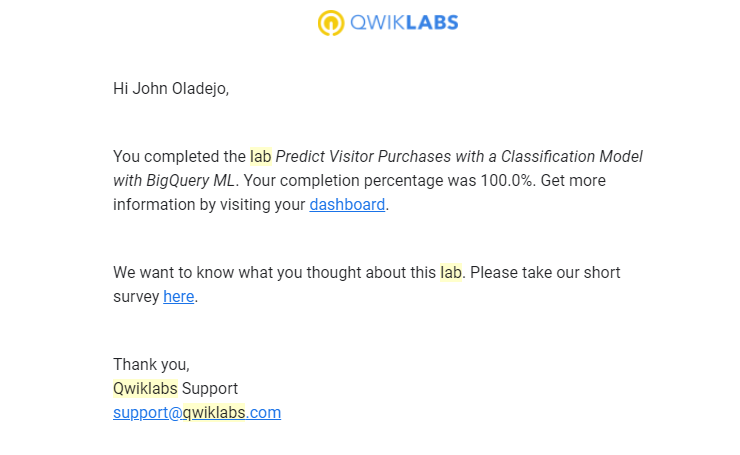 QWIKLABS
Hi John Oladejo,
You completed the lab Predict Visitor Purchases with a Classification Model
with BigQuery ML. Your completion percentage was 100.0%. Get more
information by visiting your dashboard.
We want to know what you thought about this lab. Please take our short
survey here.
Thank you,
Qwiklabs Support
support@qwiklabs.com